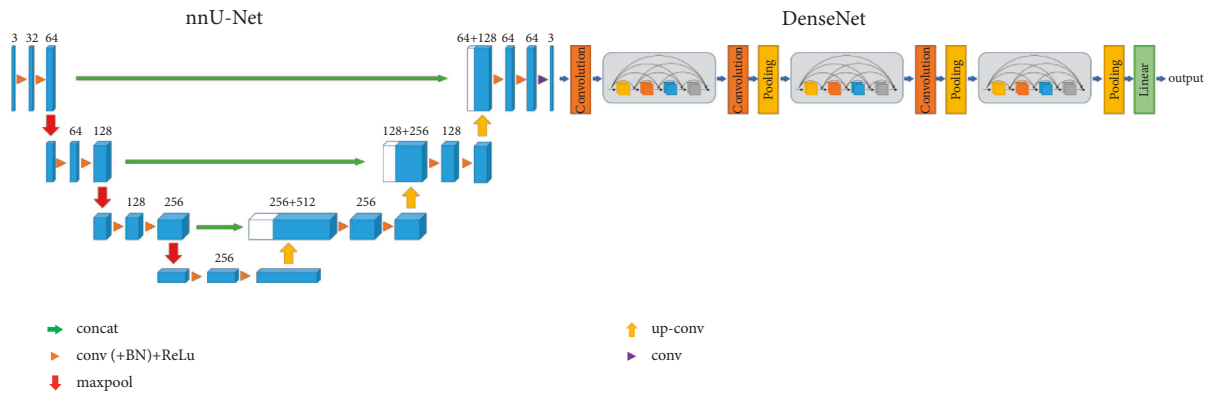 nnU-Net
DenseNet
3 32 64
64+128 64 64 3
Convolution
Convolution
Pooling
Convolution
Pooling
Pooling
Linear
output
64 128
128+256 128
128 256
256+512 256
256
concat
conv (+BN)+ReLu
maxpool
up-conv
conv